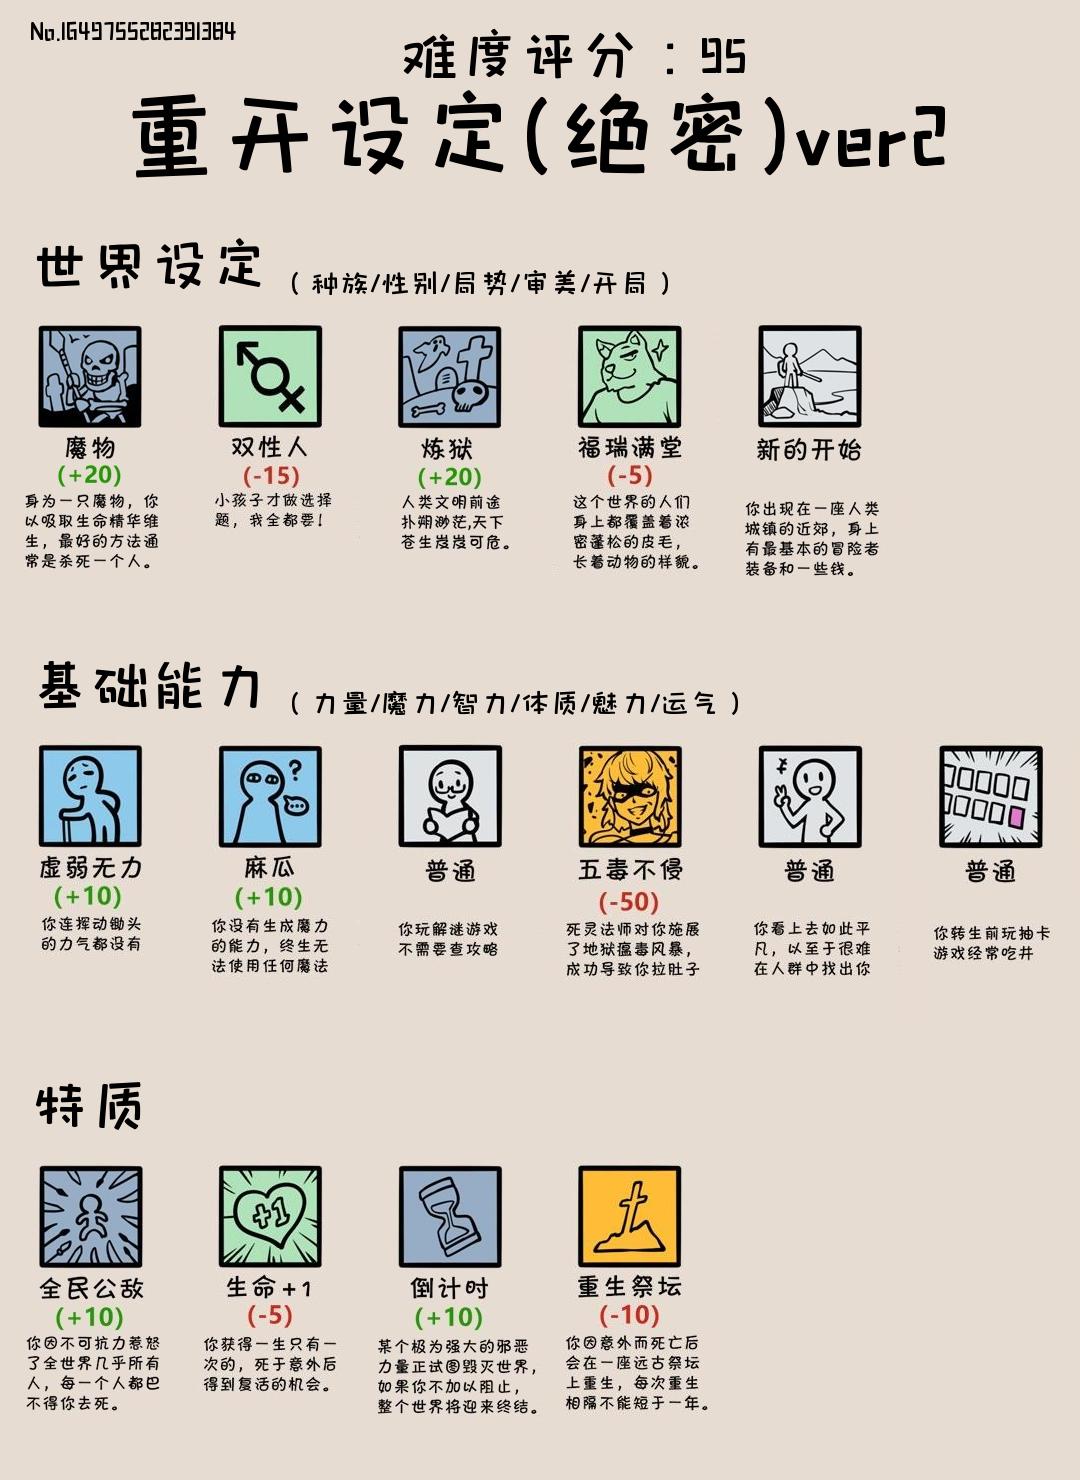 No.1649755282391384
难度评分：95
重开设定(绝密)ver2
世界设定（种族/性别/局势/审美/开局）
魔物
(+20)
身为一只魔物，你
以吸取生命精华维
生，最好的方法通
常是杀死一个人。
双性人
(-15)
小孩子才做选择
题，我全都要！
炼狱
(+20)
人类文明前途
扑朔渺茫,天下
苍生岌岌可危。
福瑞满堂
(-5)
这个世界的人们
身上都覆盖着浓
密蓬松的皮毛，
长着动物的样貌。
新的开始
你出现在一座人类
城镇的近郊，身上
有最基本的冒险者
装备和一些钱。
基础能力（力量/魔力/智力/体质/魅力/运气）
虚弱无力
(+10)
你连挥动锄头
的力气都没有
?
麻瓜
(+10)
你没有生成魔力
的能力，终生无
法使用任何魔法
普通
你玩解谜游戏
不需要查攻略
五毒不侵
(-50)
死灵法师对你施展
了地狱瘟毒风暴，
成功导致你拉肚子
普通
你看上去如此平
凡，以至于很难
在人群中找出你
普通
你转生前玩抽卡
游戏经常吃井
特质
全民公敌
(+10)
你因不可抗力惹怒
了全世界几乎所有
人，每一个人都巴
不得你去死。
+1
生命+1
(-5)
你获得一生只有一
次的，死于意外后
得到复活的机会。
倒计时
(+10)
某个极为强大的邪恶
力量正试图毁灭世界，
如果你不加以阻止，
整个世界将迎来终结。
重生祭坛
(-10)
你因意外而死亡后
会在一座远古祭坛
上重生，每次重生
相隔不能短于一年。